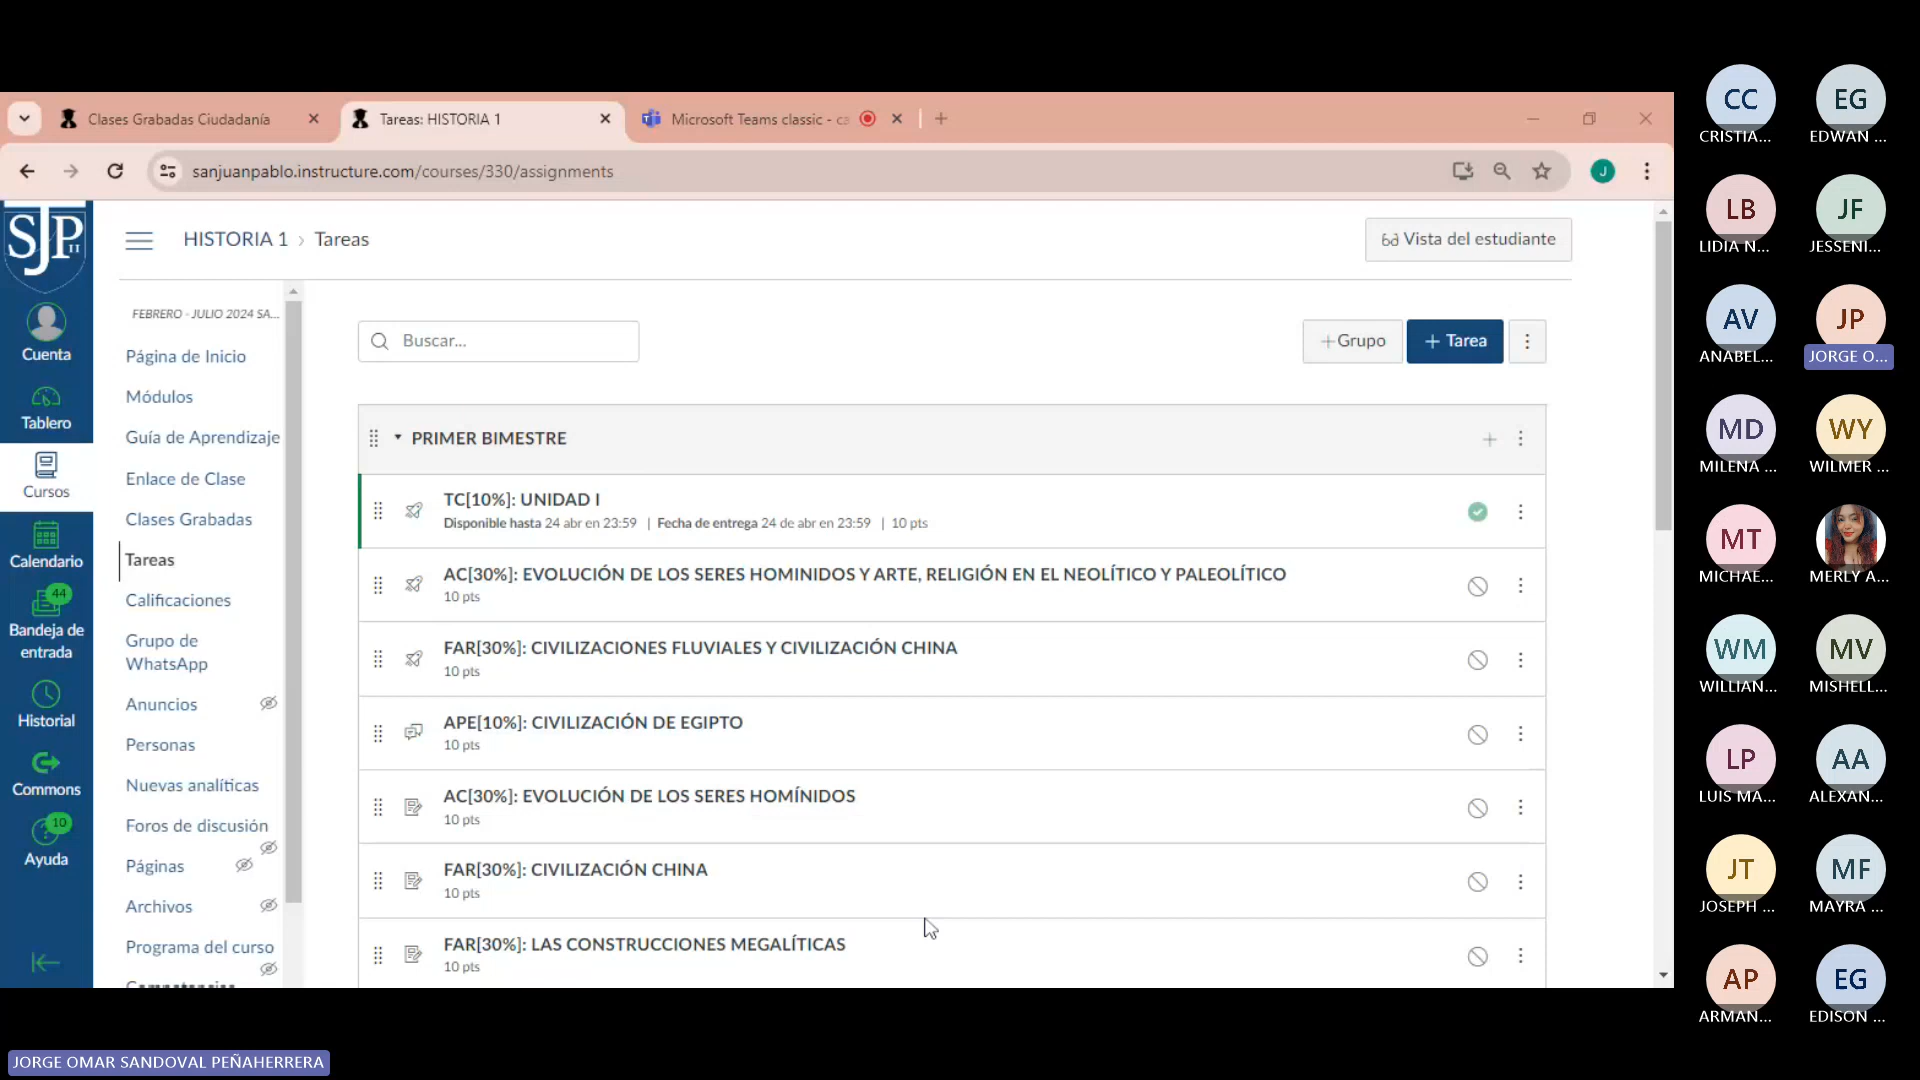 Clases Grabadas Ciudadanía
Tareas: HISTORIA 1
Microsoft Teams classic - ca
sanjuanpablo.instructure.com/courses/330/assignments
J
SJP II
Cuenta
Tablero
Cursos
Calendario
44
Bandeja de
entrada
Historial
Commons
10
Ayuda
HISTORIA 1 › Tareas
Vista del estudiante
FEBRERO - JULIO 2024 SA...
Página de Inicio
Módulos
Guía de Aprendizaje
Enlace de Clase
Clases Grabadas
Tareas
Calificaciones
Grupo de
WhatsApp
Anuncios
Personas
Nuevas analíticas
Foros de discusión
Páginas
Archivos
Programa del curso
Buscar...
+Grupo
+ Tarea
PRIMER BIMESTRE
TC[10%]: UNIDAD I
Disponible hasta 24 abr en 23:59 | Fecha de entrega 24 de abr en 23:59 | 10 pts
AC[30%]: EVOLUCIÓN DE LOS SERES HOMINIDOS Y ARTE, RELIGIÓN EN EL NEOLÍTICO Y PALEOLÍTICO
10 pts
FAR[30%]: CIVILIZACIONES FLUVIALES Y CIVILIZACIÓN CHINA
10 pts
APE[10%]: CIVILIZACIÓN DE EGIPTO
10 pts
AC[30%]: EVOLUCIÓN DE LOS SERES HOMÍNIDOS
10 pts
FAR[30%]: CIVILIZACIÓN CHINA
10 pts
FAR[30%]: LAS CONSTRUCCIONES MEGALÍTICAS
10 pts
CC
CRISTIA...
EG
EDWAN ...
LB
LIDIA N...
JF
JESSENI...
AV
ANABEL...
JP
JORGE O...
MD
MILENA ...
WY
WILMER ...
MT
MICHAE...
MERLY A...
WM
WILLIAN...
MV
MISHELL...
LP
LUIS MA...
AA
ALEXAN...
JT
JOSEPH ...
MF
MAYRA ...
AP
ARMAN...
EG
EDISON ...
JORGE OMAR SANDOVAL PEÑAHERRERA